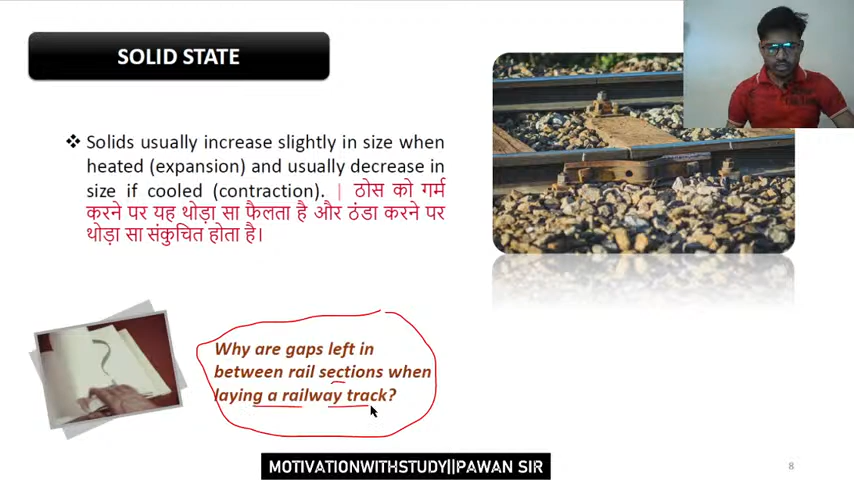 SOLID STATE
❖ Solids usually increase slightly in size when
heated (expansion) and usually decrease in
size if cooled (contraction). | ठोस को गर्म
करने पर यह थोड़ा सा फैलता है और ठंडा करने पर
थोड़ा सा संकुचित होता है।
Why are gaps left in
between rail sections when
laying a railway track?
MOTIVATIONWITHSTUDY||PAWAN SIR
8